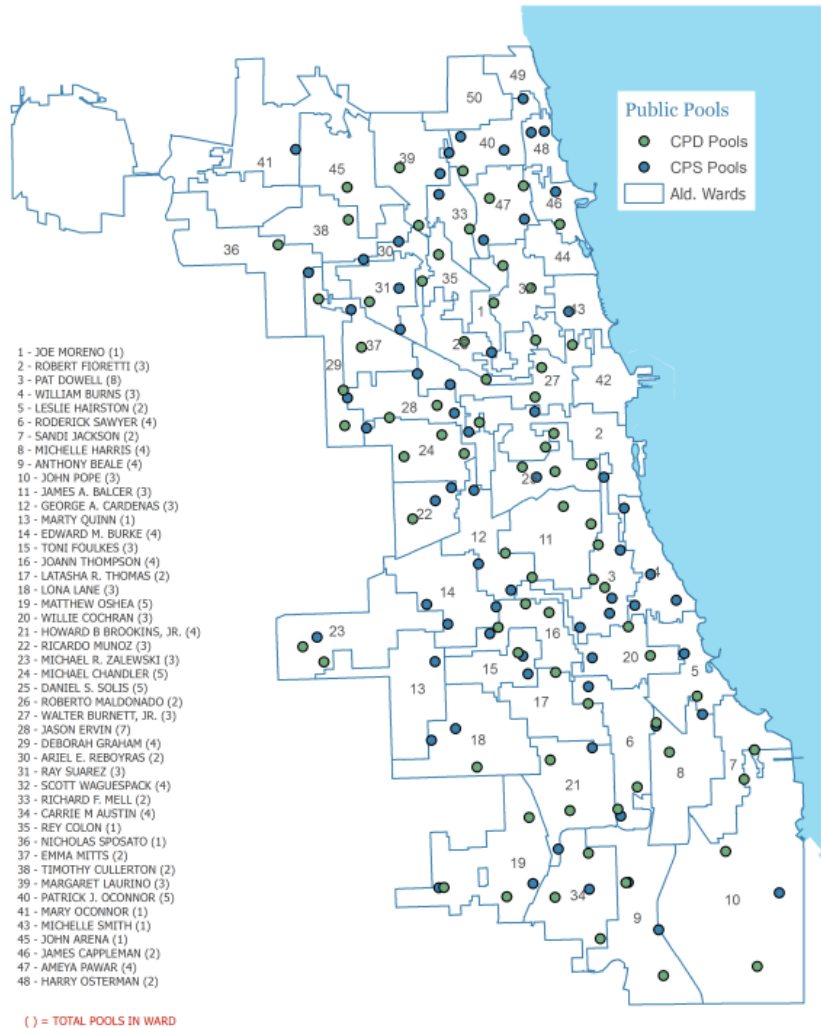 Public Pools
CPD Pools
CPS Pools
Ald. Wards
49
50
40
48
41
39
45
47
46
33
38
36
30
44
35
31
3
1
43
26
37
29
42
27
28
2
24
25
22
12
11
4
3
14
23
16
20
15
5
13
17
6
18
8
7
21
19
10
34
9
1 - JOE MORENO (1)
2 - ROBERT FIORETTI (3)
3 - PAT DOWELL (8)
4 - WILLIAM BURNS (3)
5 - LESLIE HAIRSTON (2)
6 - RODERICK SAWYER (4)
7 - SANDI JACKSON (2)
8 - MICHELLE HARRIS (4)
9 - ANTHONY BEALE (4)
10 - JOHN POPE (3)
11 - JAMES A. BALCER (3)
12 - GEORGE A. CARDENAS (3)
13 - MARTY QUINN (1)
14 - EDWARD M. BURKE (4)
15 - TONI FOULKES (3)
16 - JOANN THOMPSON (4)
17 - LATASHA R. THOMAS (2)
18 - LONA LANE (3)
19 - MATTHEW OSHEA (5)
20 - WILLIE COCHRAN (3)
21 - HOWARD B BROOKINS, JR. (4)
22 - RICARDO MUNOZ (3)
23 - MICHAEL R. ZALEWSKI (3)
24 - MICHAEL CHANDLER (5)
25 - DANIEL S. SOLIS (5)
26 - ROBERTO MALDONADO (2)
27 - WALTER BURNETT, JR. (3)
28 - JASON ERVIN (7)
29 - DEBORAH GRAHAM (4)
30 - ARIEL E. REBOYRAS (2)
31 - RAY SUAREZ (3)
32 - SCOTT WAGUESPACK (4)
33 - RICHARD F. MELL (2)
34 - CARRIE M AUSTIN (4)
35 - REY COLON (1)
36 - NICHOLAS SPOSATO (1)
37 - EMMA MITTS (2)
38 - TIMOTHY CULLERTON (2)
39 - MARGARET LAURINO (3)
40 - PATRICK J. OCONNOR (5)
41 - MARY OCONNOR (1)
43 - MICHELLE SMITH (1)
45 - JOHN ARENA (1)
46 - JAMES CAPPLEMAN (2)
47 - AMEYA PAWAR (4)
48 - HARRY OSTERMAN (2)
( ) = TOTAL POOLS IN WARD